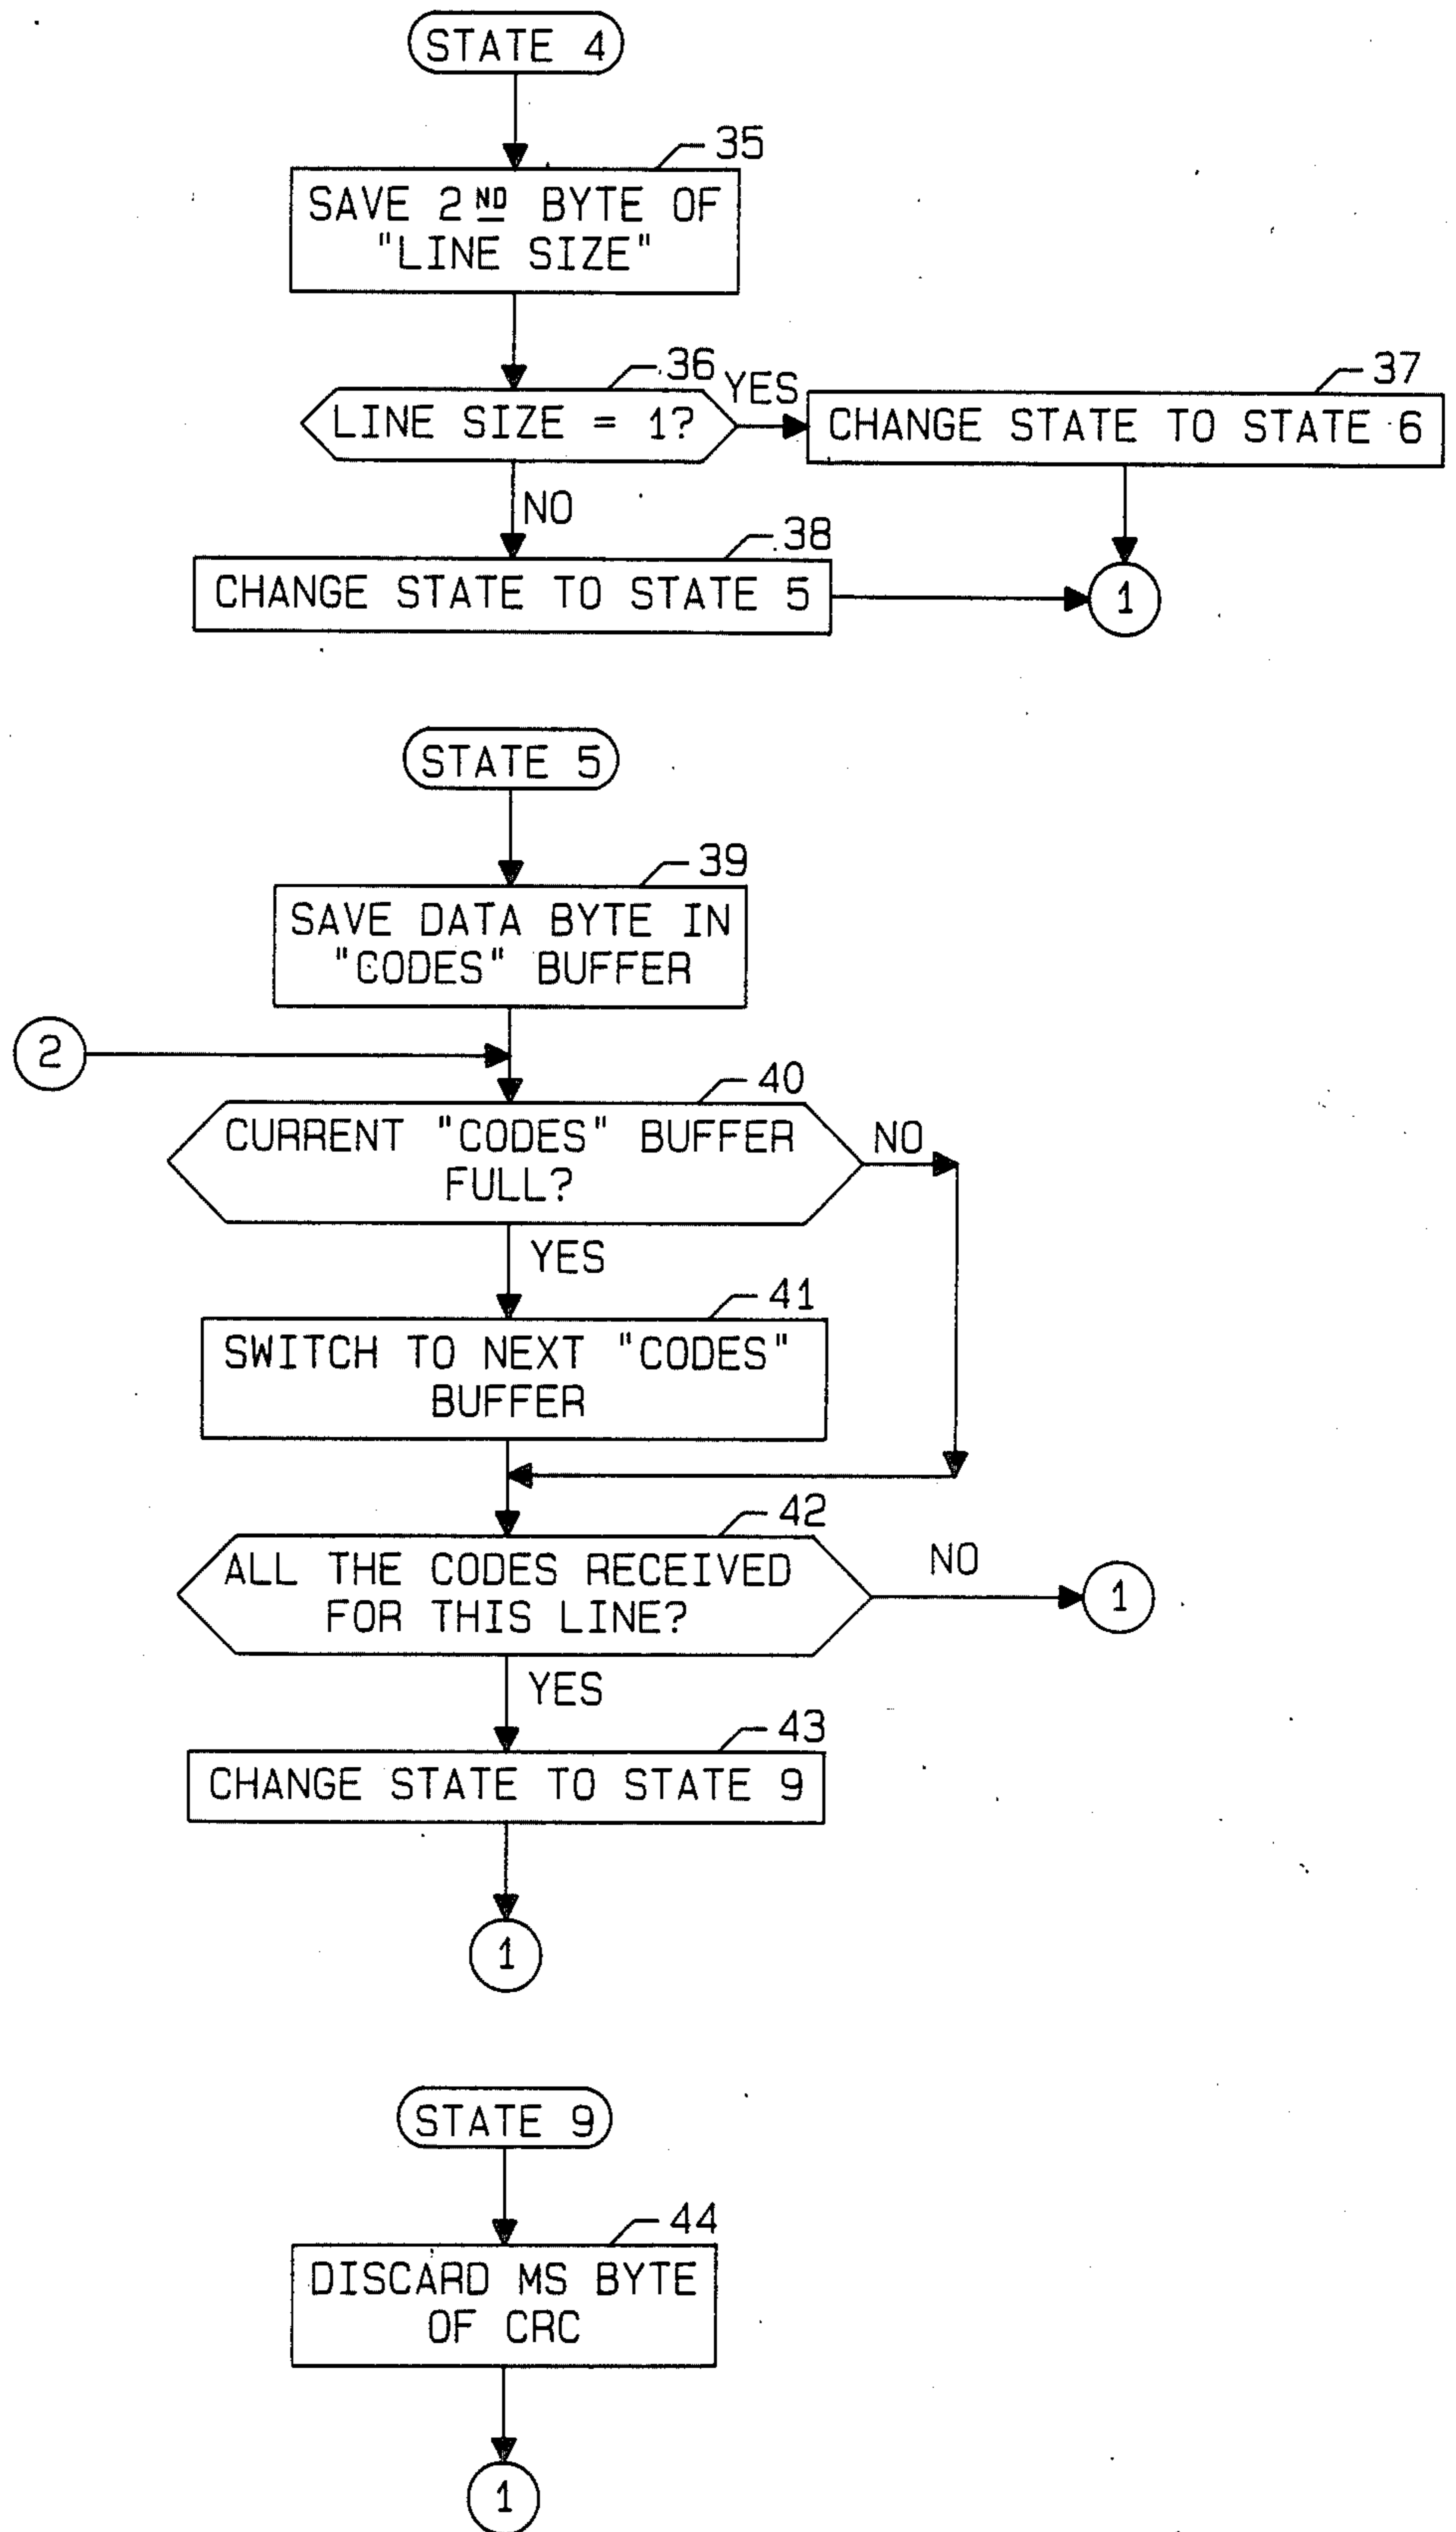 STATE 4
35
SAVE 2ND BYTE OF
"LINE SIZE"
36
LINE SIZE = 1?
YES
37
CHANGE STATE TO STATE 6
NO
38
CHANGE STATE TO STATE 5
1
STATE 5
39
SAVE DATA BYTE IN
"CODES" BUFFER
2
40
CURRENT "CODES" BUFFER
FULL?
NO
YES
41
SWITCH TO NEXT "CODES"
BUFFER
42
ALL THE CODES RECEIVED
FOR THIS LINE?
NO
1
YES
43
CHANGE STATE TO STATE 9
1
STATE 9
44
DISCARD MS BYTE
OF CRC
1